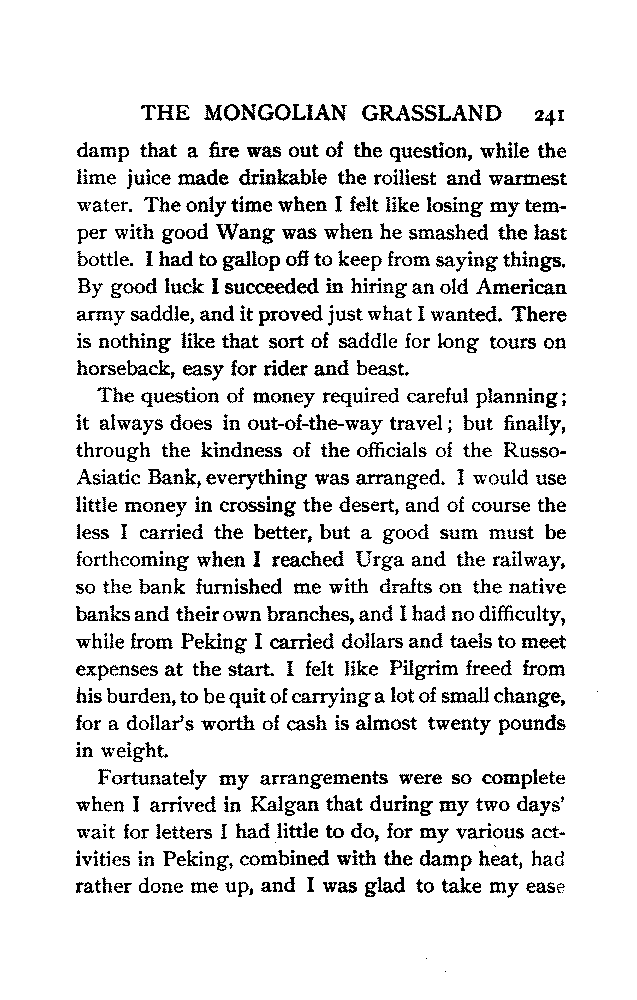 THE MONGOLIAN GRASSLAND 241
damp that a fire was out of the question, while the
lime juice made drinkable the roiliest and warmest
water. The only time when I felt like losing my tem-
per with good Wang was when he smashed the last
bottle. I had to gallop off to keep from saying things.
By good luck I succeeded in hiring an old American
army saddle, and it proved just what I wanted. There
is nothing like that sort of saddle for long tours on
horseback, easy for rider and beast.
The question of money required careful planning;
it always does in out-of-the-way travel; but finally,
through the kindness of the officials of the Russo-
Asiatic Bank, everything was arranged. I would use
little money in crossing the desert, and of course the
less I carried the better, but a good sum must be
forthcoming when I reached Urga and the railway,
so the bank furnished me with drafts on the native
banks and their own branches, and I had no difficulty,
while from Peking I carried dollars and taels to meet
expenses at the start. I felt like Pilgrim freed from
his burden, to be quit of carrying a lot of small change,
for a dollar's worth of cash is almost twenty pounds
in weight.
Fortunately my arrangements were so complete
when I arrived in Kalgan that during my two days'
wait for letters I had little to do, for my various act-
ivities in Peking, combined with the damp heat, had
rather done me up, and I was glad to take my ease